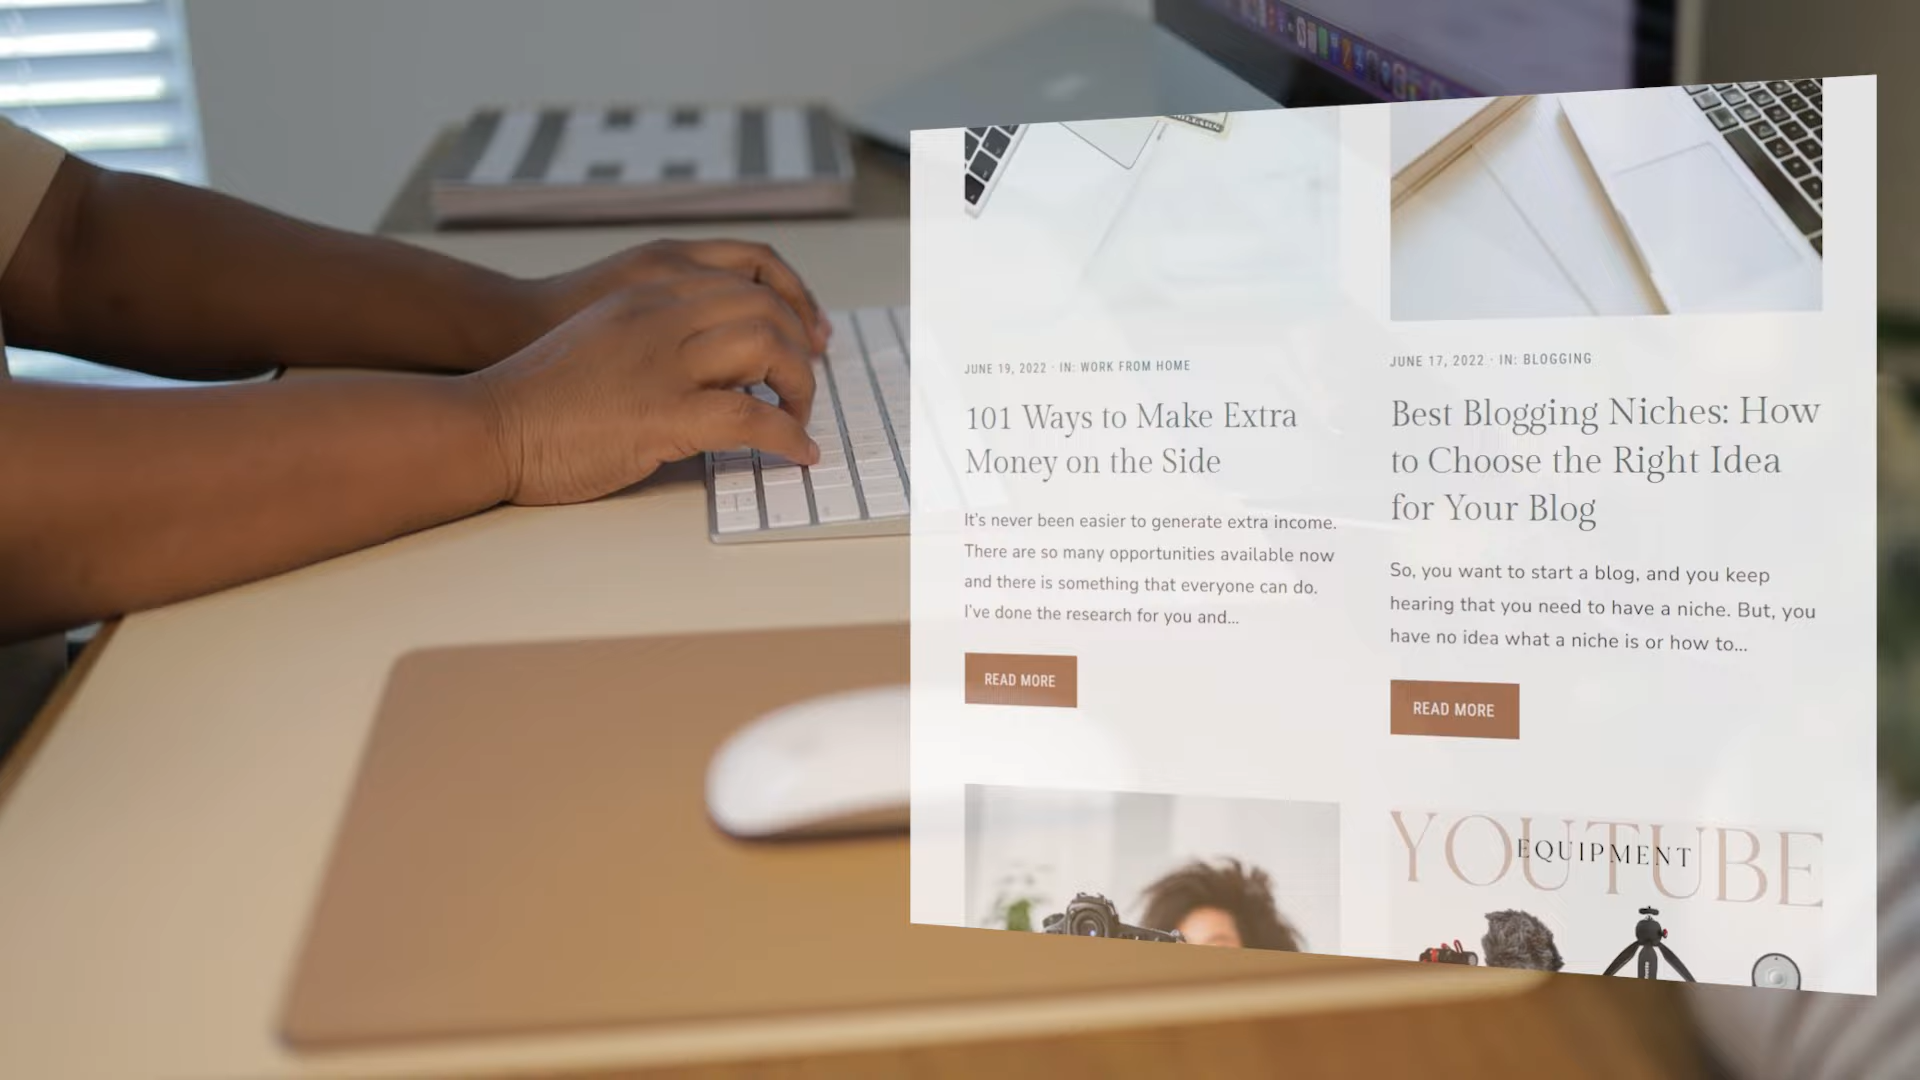 JUNE 19, 2022 · IN: WORK FROM HOME
101 Ways to Make Extra
Money on the Side
It's never been easier to generate extra income.
There are so many opportunities available now
and there is something that everyone can do.
I've done the research for you and...
READ MORE
JUNE 17, 2022 · IN: BLOGGING
Best Blogging Niches: How
to Choose the Right Idea
for Your Blog
So, you want to start a blog, and you keep
hearing that you need to have a niche. But, you
have no idea what a niche is or how to...
READ MORE
YOUTUBE
EQUIPMENT